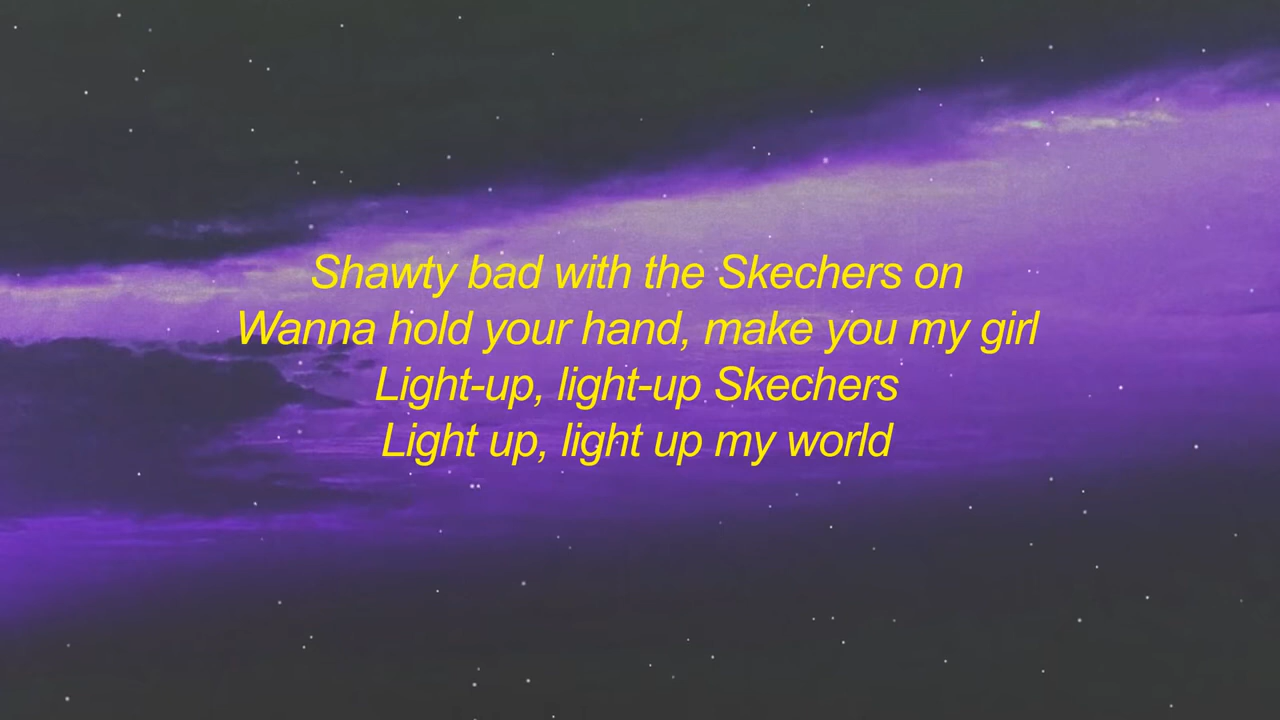 Shawty bad with the Skechers on
Wanna hold your hand, make you my girl
Light-up, light-up Skechers
Light up, light up my world